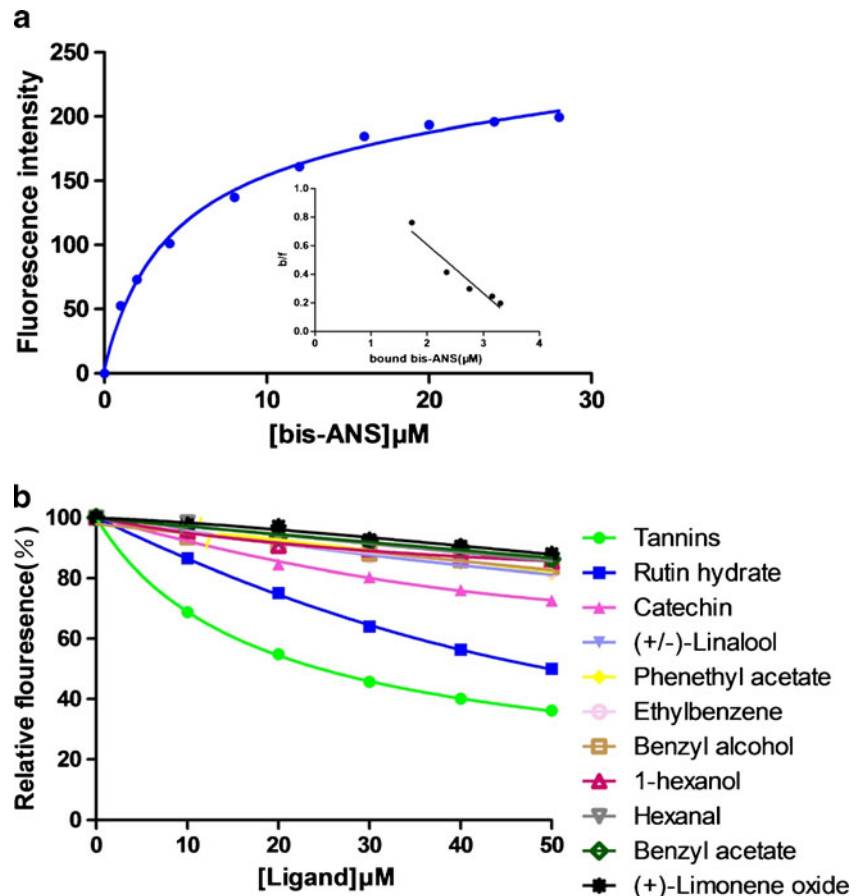 a
Fluorescence intensity
250
200
150
100
50
0
0 10 20 30
[bis-ANS]μM
b/f
1.0
0.8
0.6
0.4
0.2
0.0
0 1 2 3 4
bound bis-ANS(μM)
b
Relative flouresence(%)
100
80
60
40
20
0
0 10 20 30 40 50
[Ligand]μM
Tannins
Rutin hydrate
Catechin
(+/-)-Linalool
Phenethyl acetate
Ethylbenzene
Benzyl alcohol
1-hexanol
Hexanal
Benzyl acetate
(+)-Limonene oxide